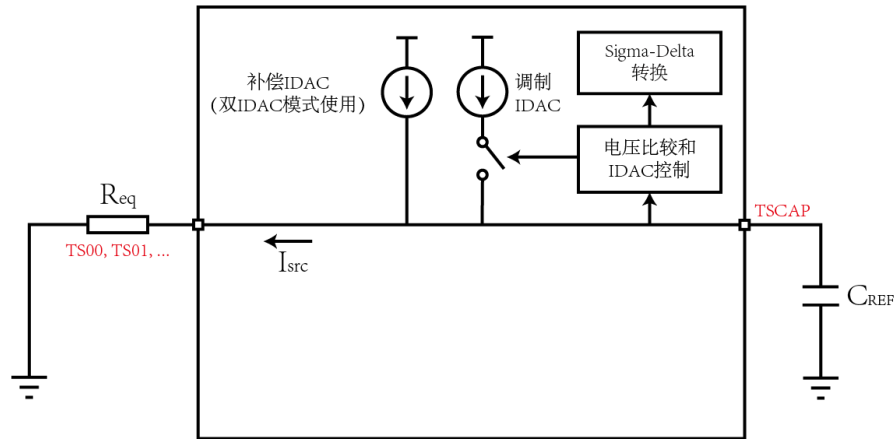 补偿IDAC
(双IDAC模式使用)
调制
IDAC
Sigma-Delta
转换
电压比较和
IDAC控制
Req
TS00, TS01, ...
Isrc
TSCAP
CREF